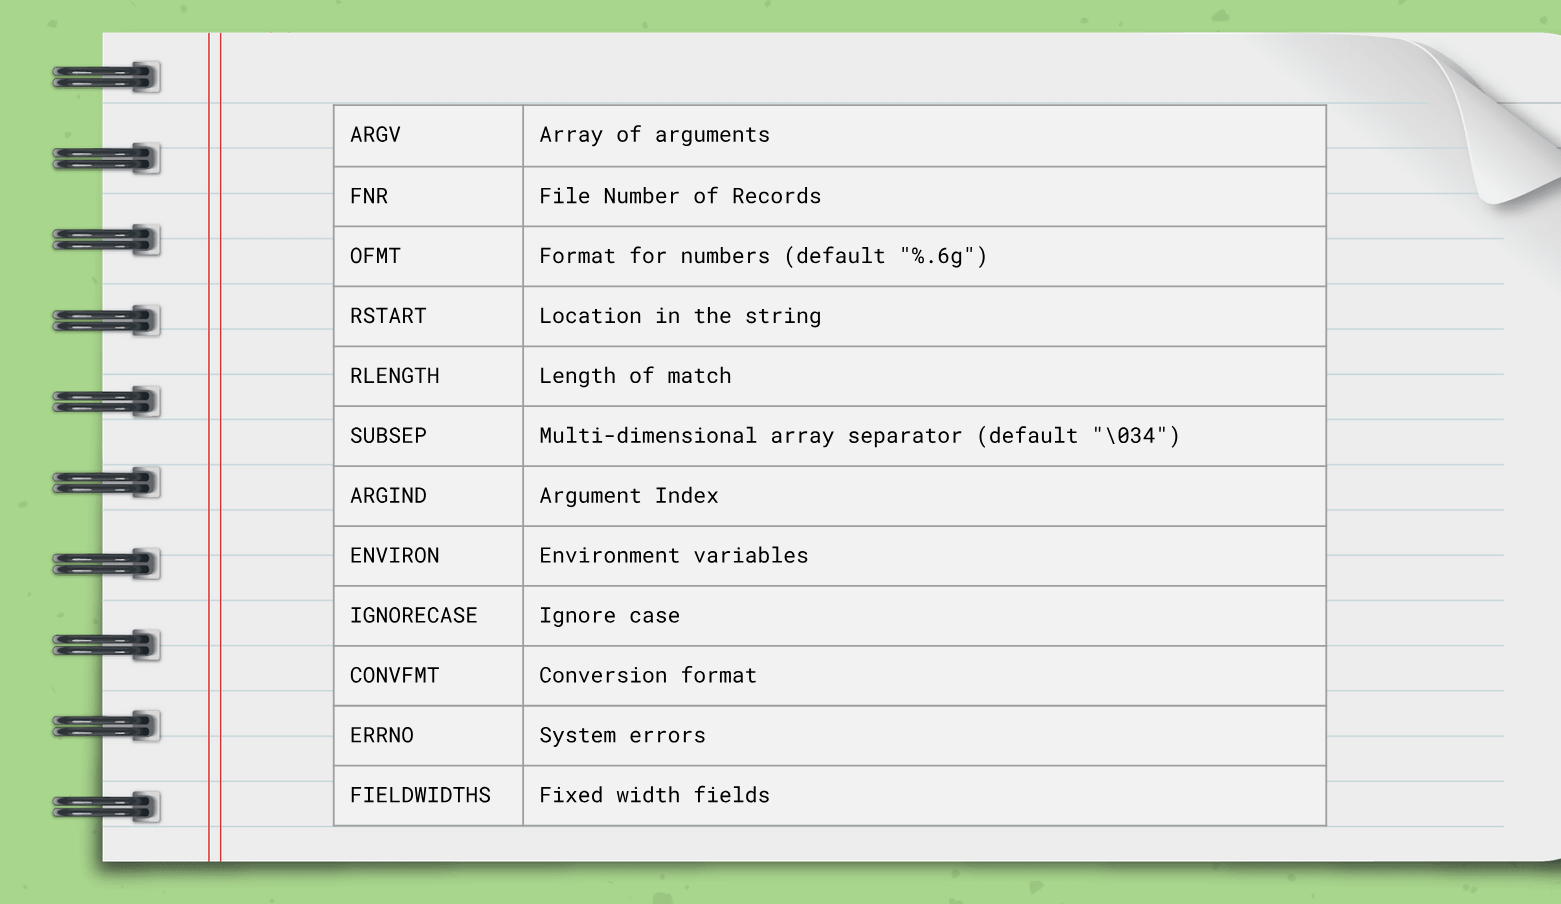 ARGV Array of arguments
FNR File Number of Records
OFMT Format for numbers (default "%.6g")
RSTART Location in the string
RLENGTH Length of match
SUBSEP Multi-dimensional array separator (default "\034")
ARGIND Argument Index
ENVIRON Environment variables
IGNORECASE Ignore case
CONVFMT Conversion format
ERRNO System errors
FIELDWIDTHS Fixed width fields